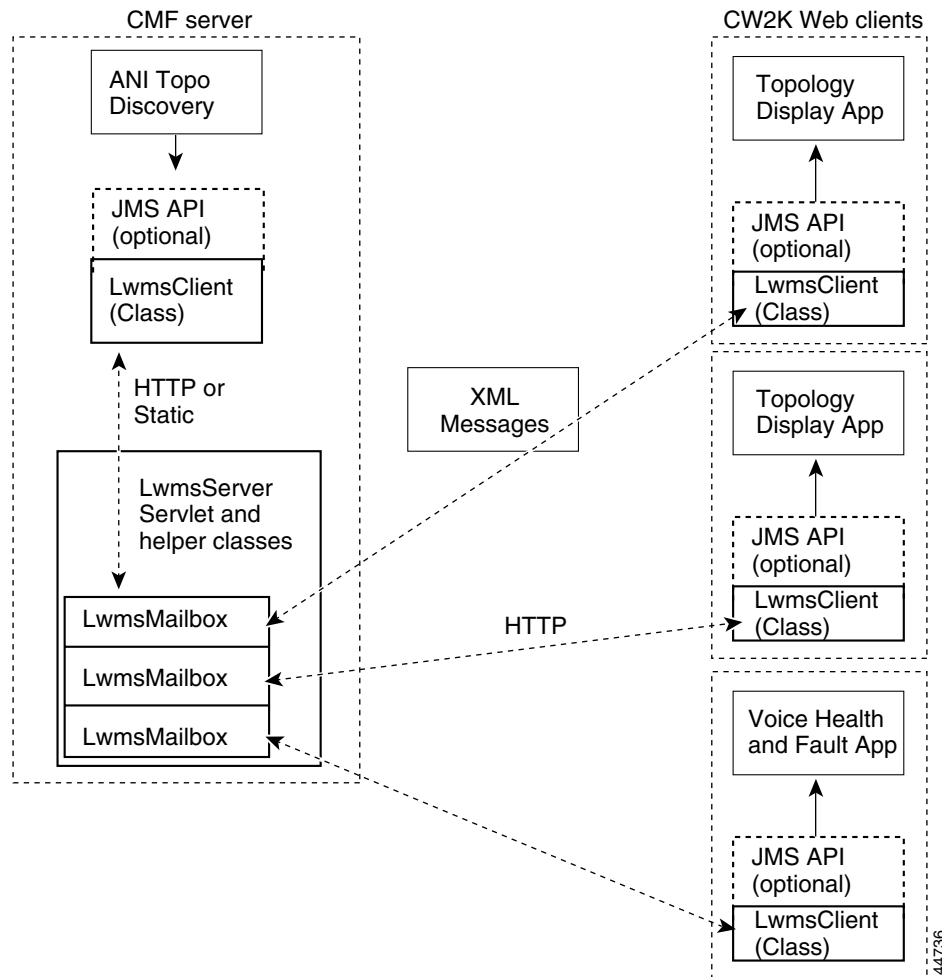 CMF server
ANI Topo
Discovery
JMS API
(optional)
LwmsClient
(Class)
HTTP or
Static
LwmsServer
Servlet and
helper classes
LwmsMailbox
LwmsMailbox
LwmsMailbox
XML
Messages
HTTP
CW2K Web clients
Topology
Display App
JMS API
(optional)
LwmsClient
(Class)
Topology
Display App
JMS API
(optional)
LwmsClient
(Class)
Voice Health
and Fault App
JMS API
(optional)
LwmsClient
(Class)
44736